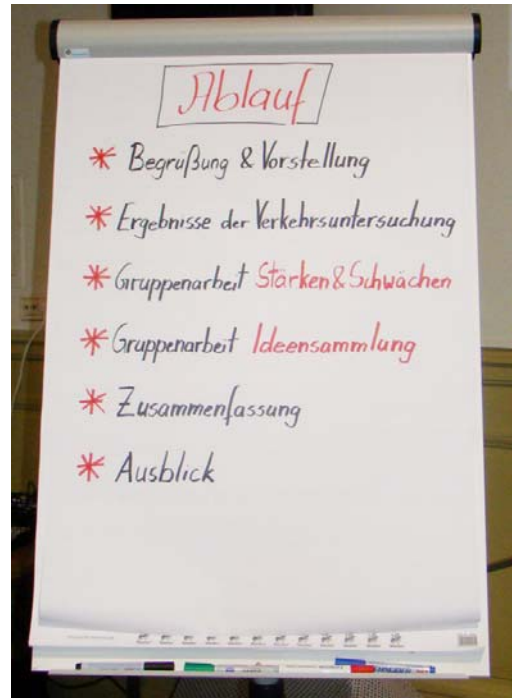 Ablauf
* Begrüßung & Vorstellung
* Ergebnisse der Verkehrsuntersuchung
* Gruppenarbeit Stärken & Schwächen
* Gruppenarbeit Ideensammlung
* Zusammenfassung
* Ausblick